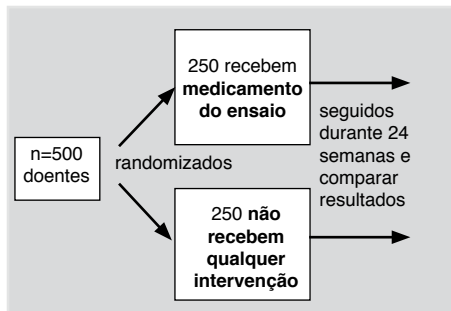 n=500
doentes
randomizados
250 recebem
medicamento
do ensaio
250 não
recebem
qualquer
intervenção
seguidos
durante 24
semanas e
comparar
resultados